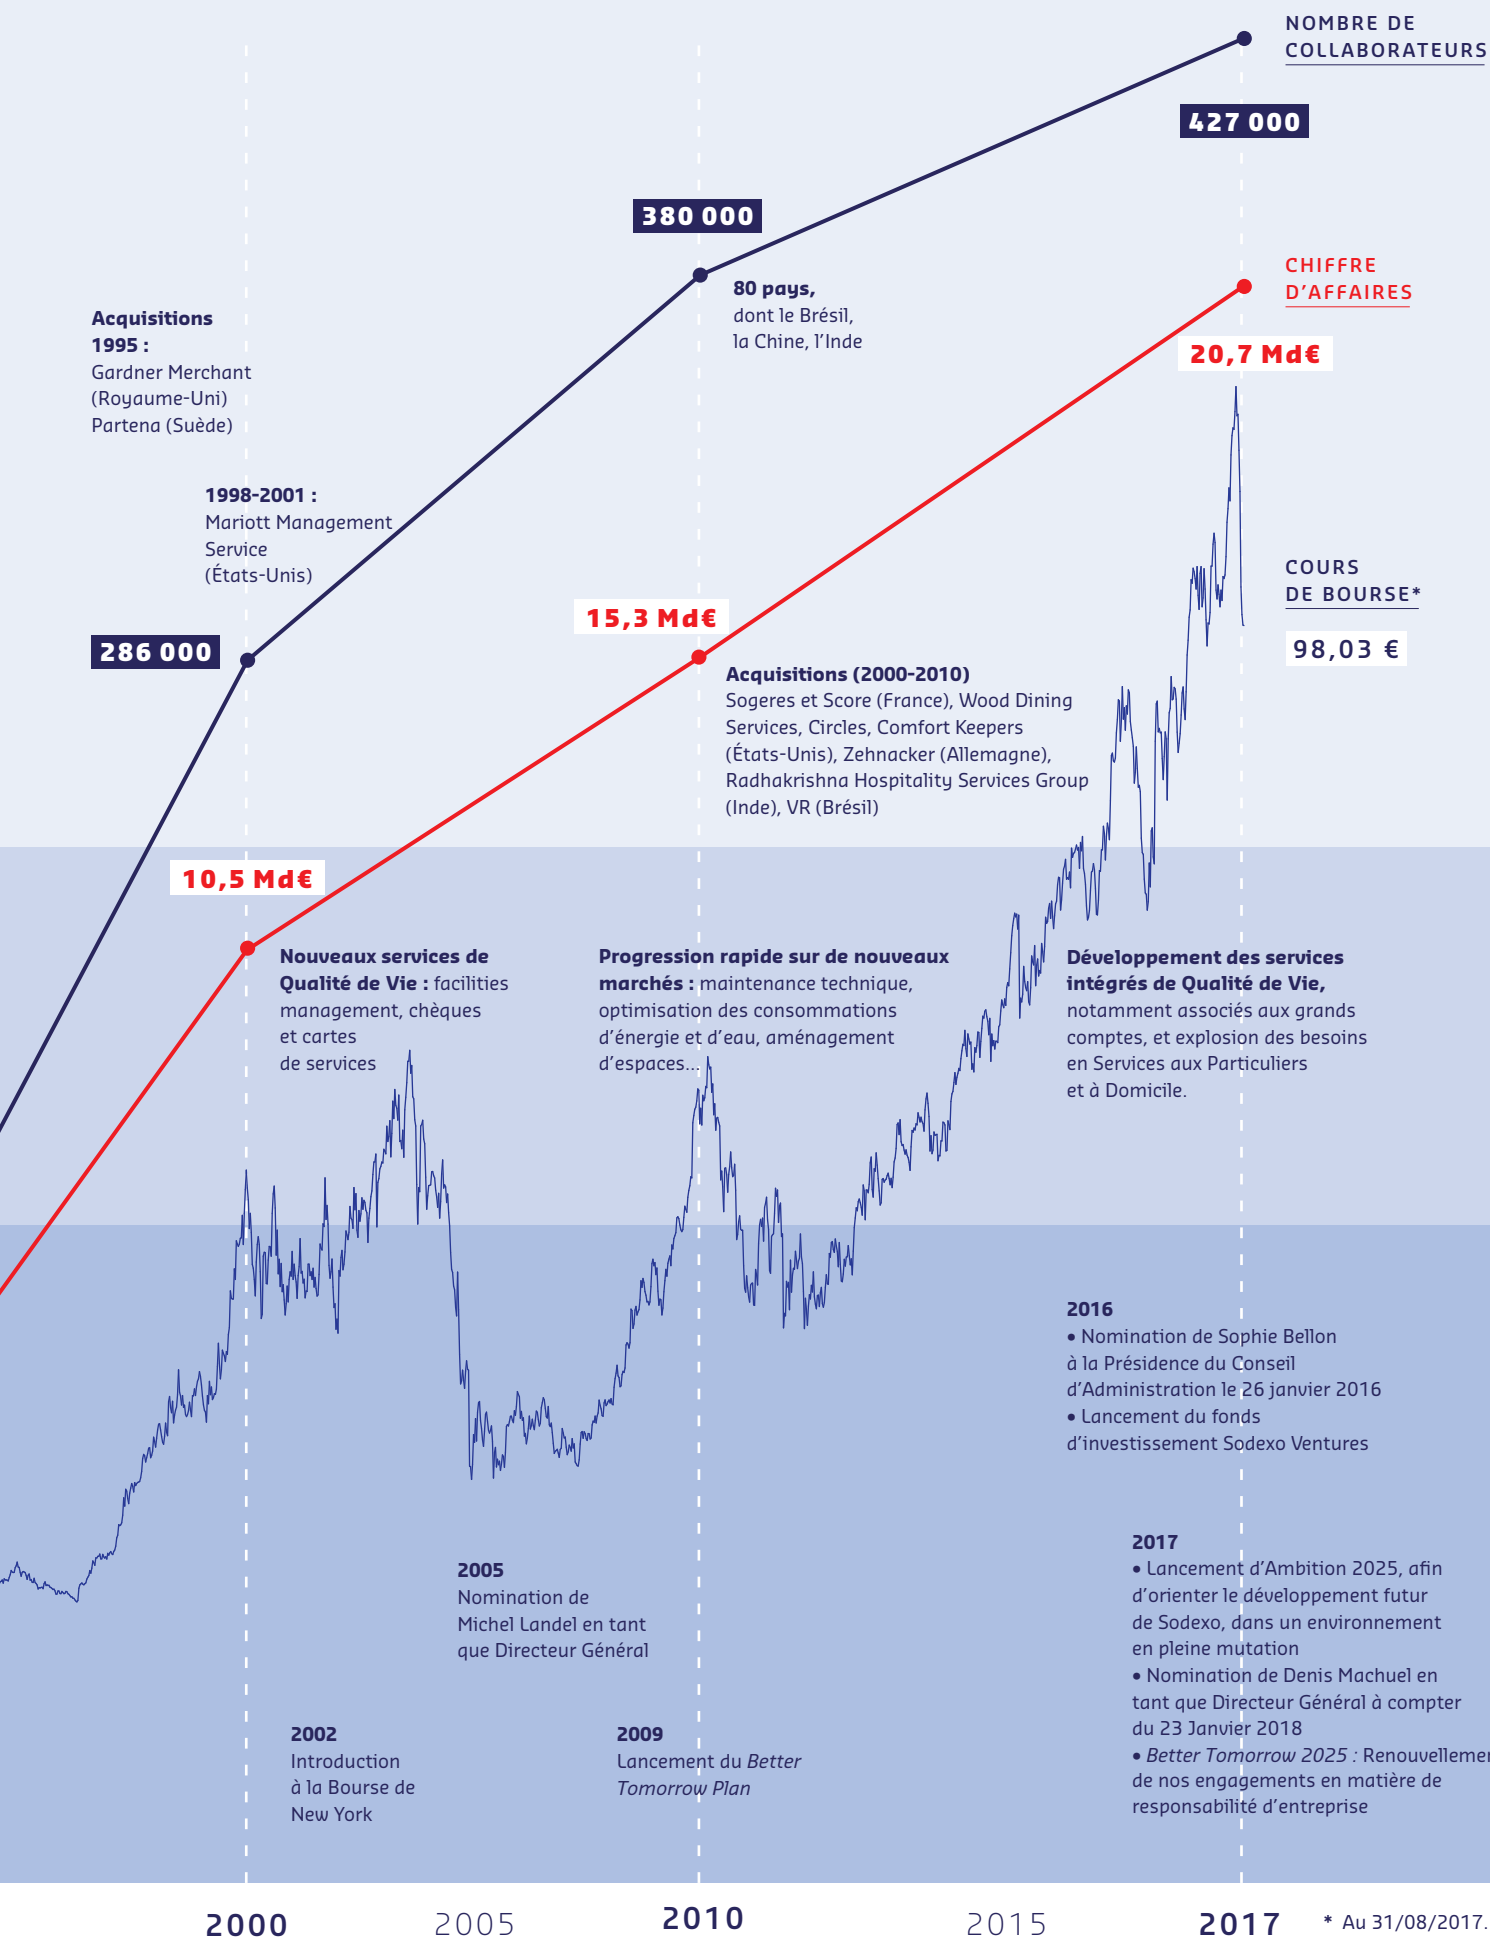 NOMBRE DE
COLLABORATEURS
427 000
380 000
80 pays,
dont le Brésil,
la Chine, l'Inde
CHIFFRE
D'AFFAIRES
20,7 Md€
Acquisitions
1995 :
Gardner Merchant
(Royaume-Uni)
Partena (Suède)
1998-2001 :
Mariott Management
Service
(États-Unis)
286 000
COURS
DE BOURSE*
98,03 €
15,3 Md€
Acquisitions (2000-2010)
Sogeres et Score (France), Wood Dining
Services, Circles, Comfort Keepers
(États-Unis), Zehnacker (Allemagne),
Radhakrishna Hospitality Services Group
(Inde), VR (Brésil)
10,5 Md€
Nouveaux services de
Qualité de Vie : facilities
management, chèques
et cartes
de services
Progression rapide sur de nouveaux
marchés : maintenance technique,
optimisation des consommations
d'énergie et d'eau, aménagement
d'espaces...
Développement des services
intégrés de Qualité de Vie,
notamment associés aux grands
comptes, et explosion des besoins
en Services aux Particuliers
et à Domicile.
2016
• Nomination de Sophie Bellon
à la Présidence du Conseil
d'Administration le 26 janvier 2016
• Lancement du fonds
d'investissement Sodexo Ventures
2005
Nomination de
Michel Landel en tant
que Directeur Général
2017
• Lancement d'Ambition 2025, afin
d'orienter le développement futur
de Sodexo, dans un environnement
en pleine mutation
• Nomination de Denis Machuel en
tant que Directeur Général à compter
du 23 Janvier 2018
• Better Tomorrow 2025 : Renouvellemen
de nos engagements en matière de
responsabilité d'entreprise
2002
Introduction
à la Bourse de
New York
2009
Lancement du Better
Tomorrow Plan
2000
2005
2010
2015
2017
* Au 31/08/2017.